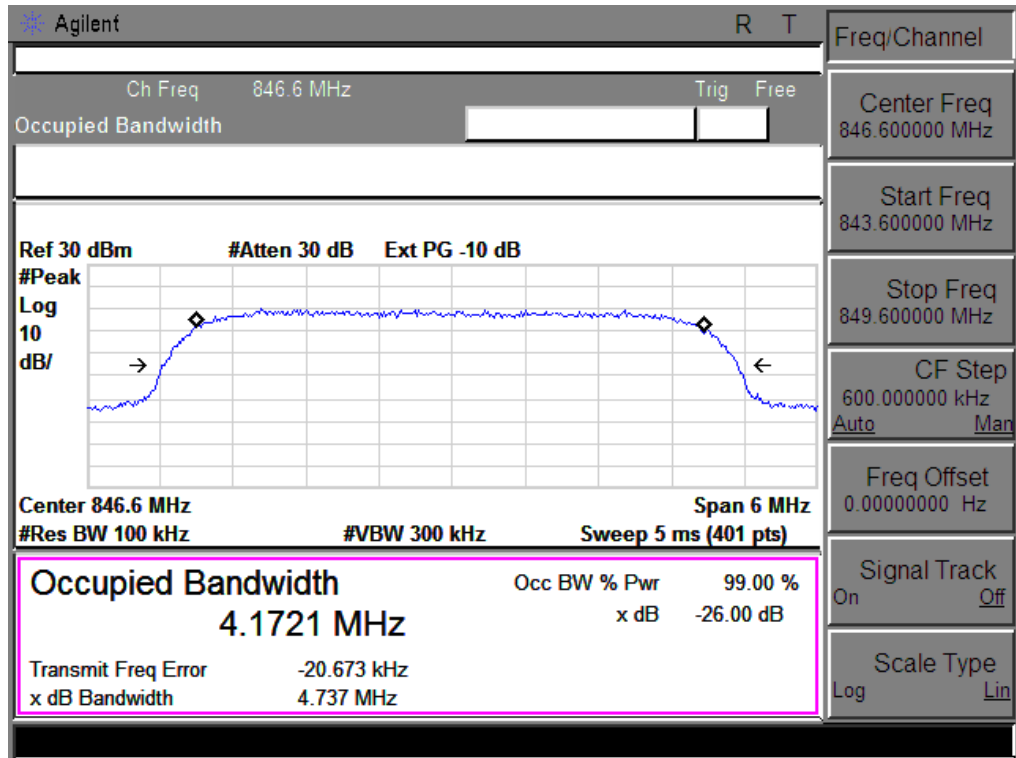 Agilent R T
Ch Freq 846.6 MHz Trig Free
Occupied Bandwidth
Ref 30 dBm #Atten 30 dB Ext PG -10 dB
#Peak
Log
10
dB/
Center 846.6 MHz Span 6 MHz
#Res BW 100 kHz #VBW 300 kHz Sweep 5 ms (401 pts)
Occupied Bandwidth
4.1721 MHz
Occ BW % Pwr 99.00 %
x dB -26.00 dB
Transmit Freq Error -20.673 kHz
x dB Bandwidth 4.737 MHz
Freq/Channel
Center Freq
846.600000 MHz
Start Freq
843.600000 MHz
Stop Freq
849.600000 MHz
CF Step
600.000000 kHz
Auto Man
Freq Offset
0.00000000 Hz
Signal Track
On Off
Scale Type
Log Lin